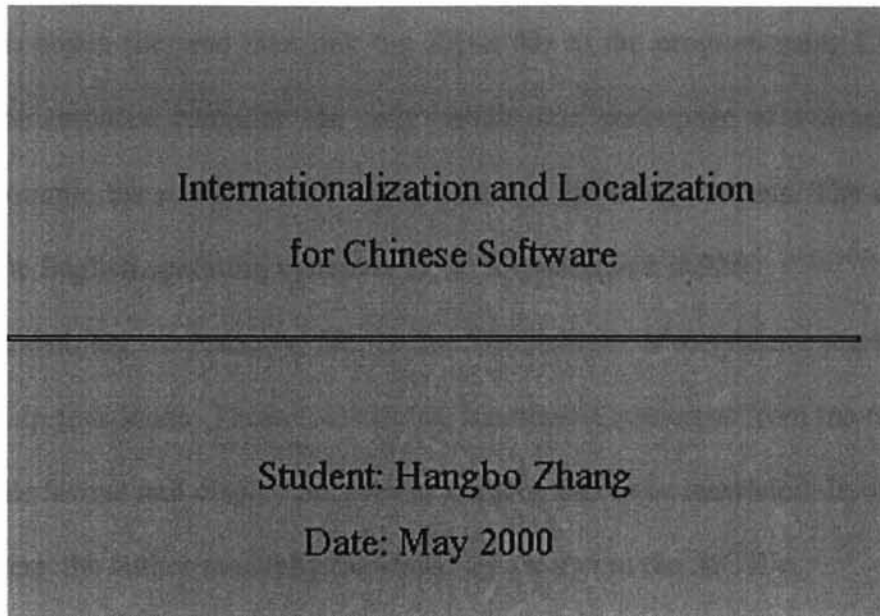 Internationalization and Localization
for Chinese Software
Student: Hangbo Zhang
Date: May 2000